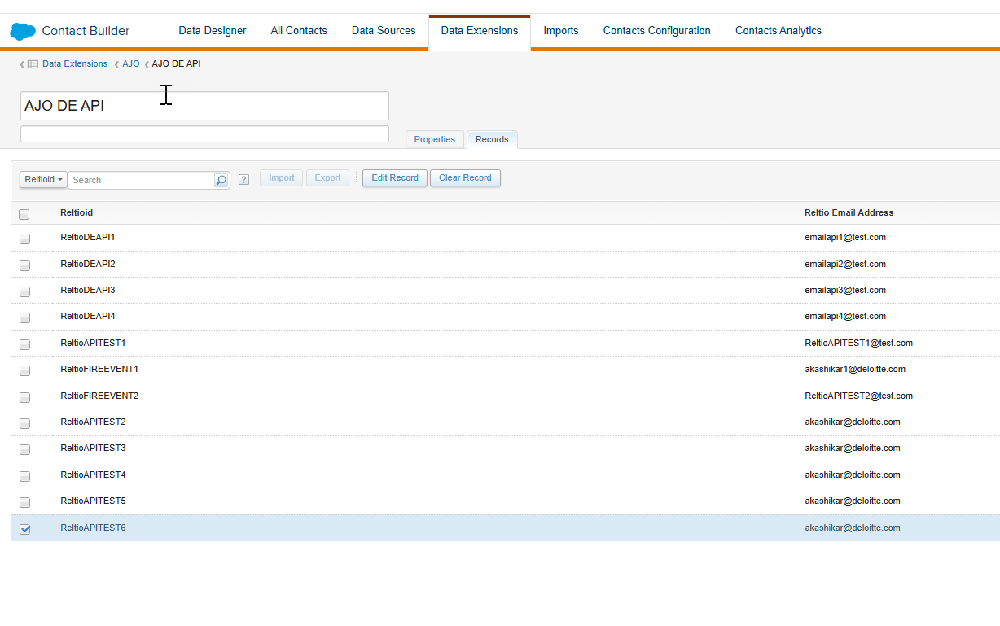 Contact Builder Data Designer All Contacts Data Sources Data Extensions Imports Contacts Configuration Contacts Analytics
Data Extensions AJO AJO DE API
AJO DE API
Properties Records
Reltioid Search ? Import Export Edit Record Clear Record
Reltioid Reltio Email Address
ReltioDEAPI1 emailapi1@test.com
ReltioDEAPI2 emailapi2@test.com
ReltioDEAPI3 emailapi3@test.com
ReltioDEAPI4 emailapi4@test.com
ReltioAPITEST1 ReltioAPITEST1@test.com
ReltioFIREEVENT1 akashikar1@deloitte.com
ReltioFIREEVENT2 ReltioAPITEST2@test.com
ReltioAPITEST2 akashikar@deloitte.com
ReltioAPITEST3 akashikar@deloitte.com
ReltioAPITEST4 akashikar@deloitte.com
ReltioAPITEST5 akashikar@deloitte.com
ReltioAPITEST6 akashikar@deloitte.com